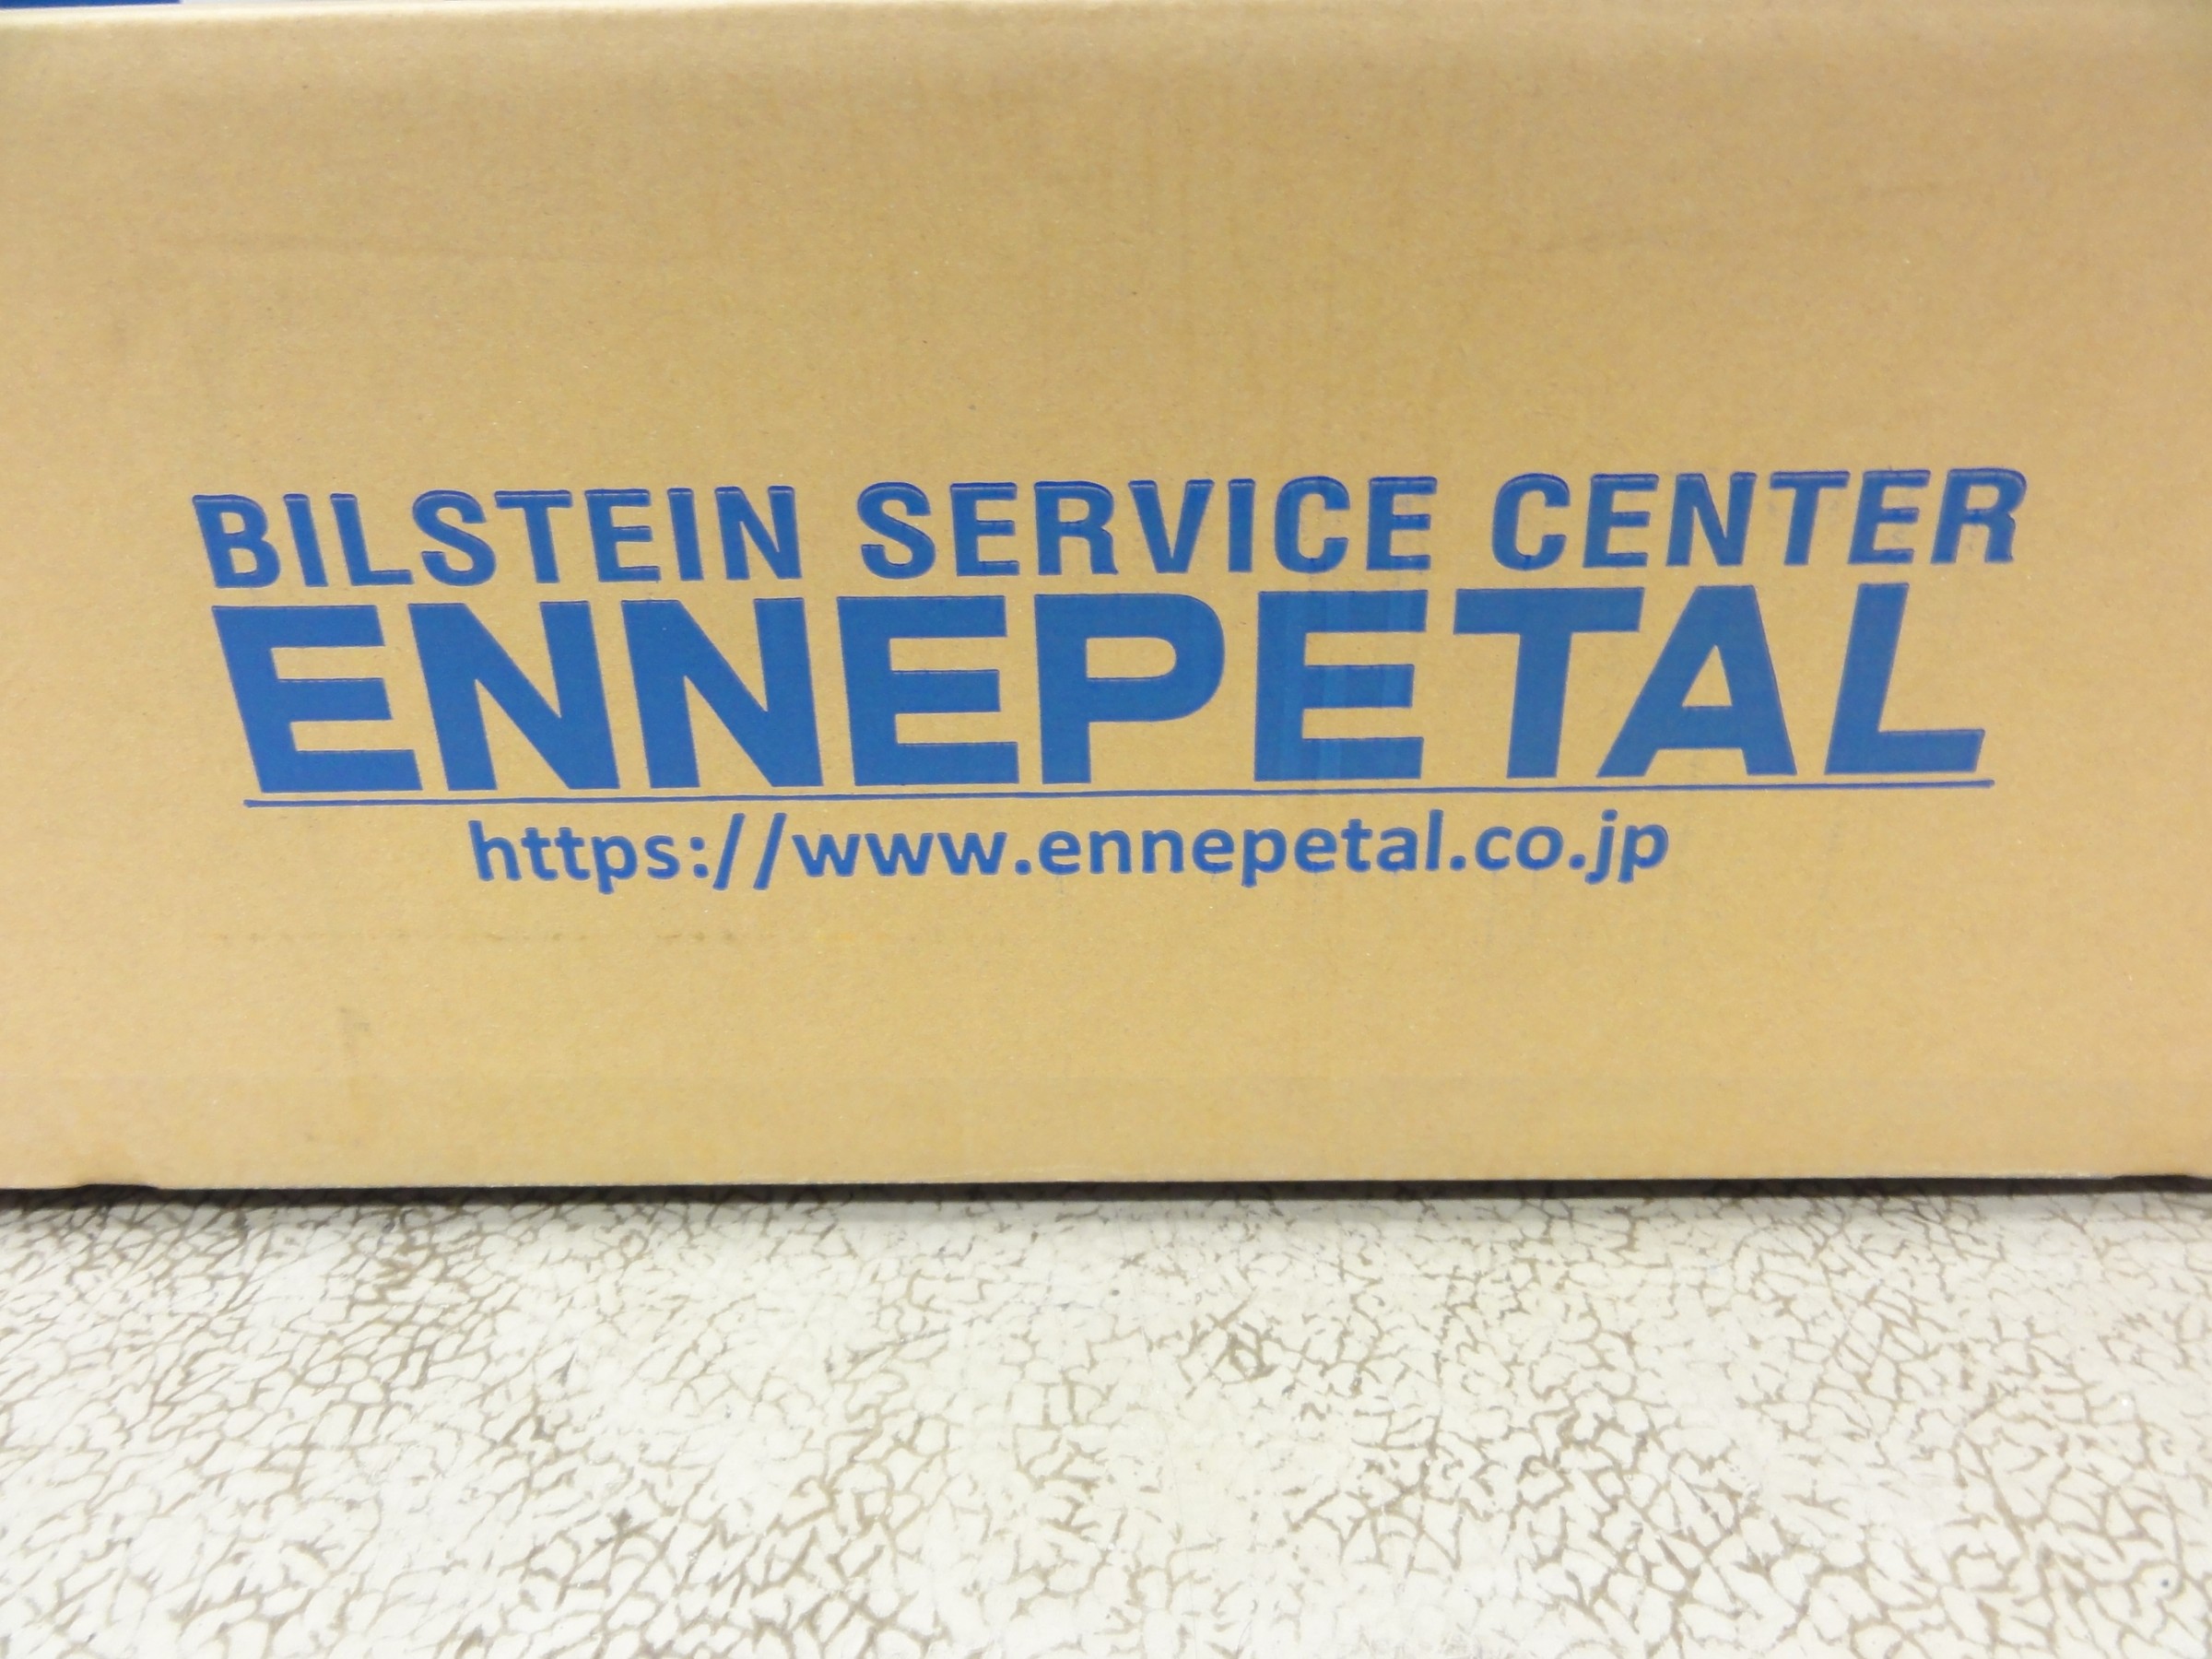 BILSTEIN SERVICE CENTER
ENNEPETAL
https://www.ennepetal.co.jp